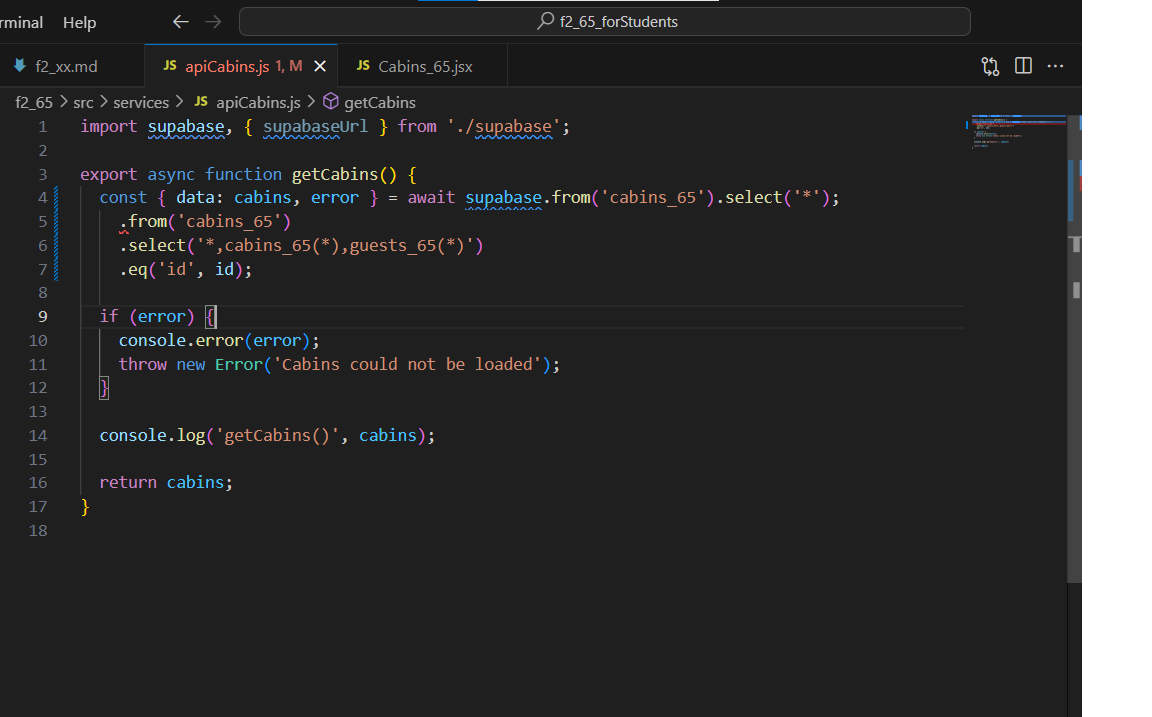 rminal Help f2_65_forStudents
f2_xx.md JS apiCabins.js 1, M JS Cabins_65.jsx
f2_65 > src > services > JS apiCabins.js > getCabins
1 import supabase, { supabaseUrl } from './supabase';
2
3 export async function getCabins() {
4 const { data: cabins, error } = await supabase.from('cabins_65').select('*');
5 .from('cabins_65')
6 .select('*,cabins_65(*),guests_65(*)')
7 .eq('id', id);
8
9 if (error) {
10 console.error(error);
11 throw new Error('Cabins could not be loaded');
12 }
13
14 console.log('getCabins()', cabins);
15
16 return cabins;
17 }
18